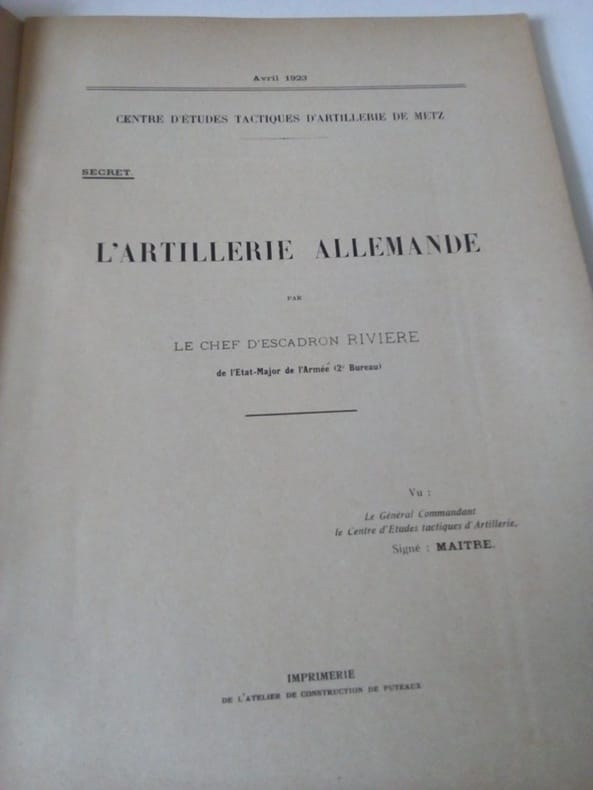 Avril 1923
CENTRE D'ÉTUDES TACTIQUES D'ARTILLERIE DE METZ
SECRET.
L'ARTILLERIE ALLEMANDE
PAR
LE CHEF D'ESCADRON RIVIERE
de l'Etat-Major de l'Armée (2e Bureau)
Vu :
Le Général Commandant
le Centre d'Etudes tactiques d'Artillerie,
Signé : MAITRE.
IMPRIMERIE
DE L'ATELIER DE CONSTRUCTION DE PUTEAUX